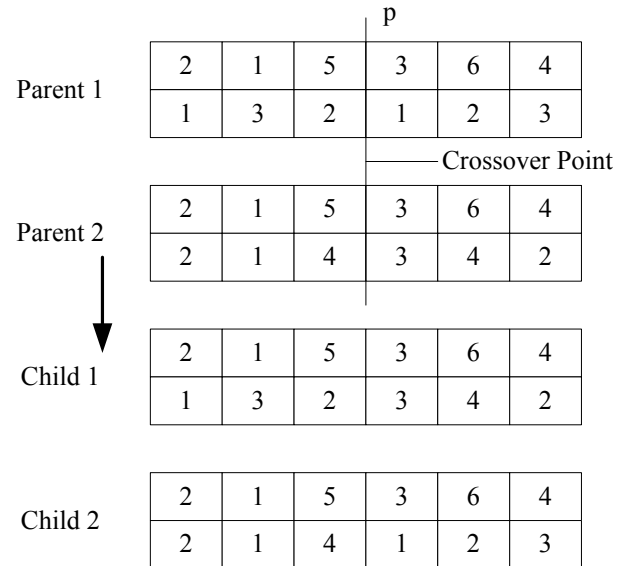 p
Parent 1
2 1 5 3 6 4
1 3 2 1 2 3
Crossover Point
Parent 2
2 1 5 3 6 4
2 1 4 3 4 2
Child 1
2 1 5 3 6 4
1 3 2 3 4 2
Child 2
2 1 5 3 6 4
2 1 4 1 2 3